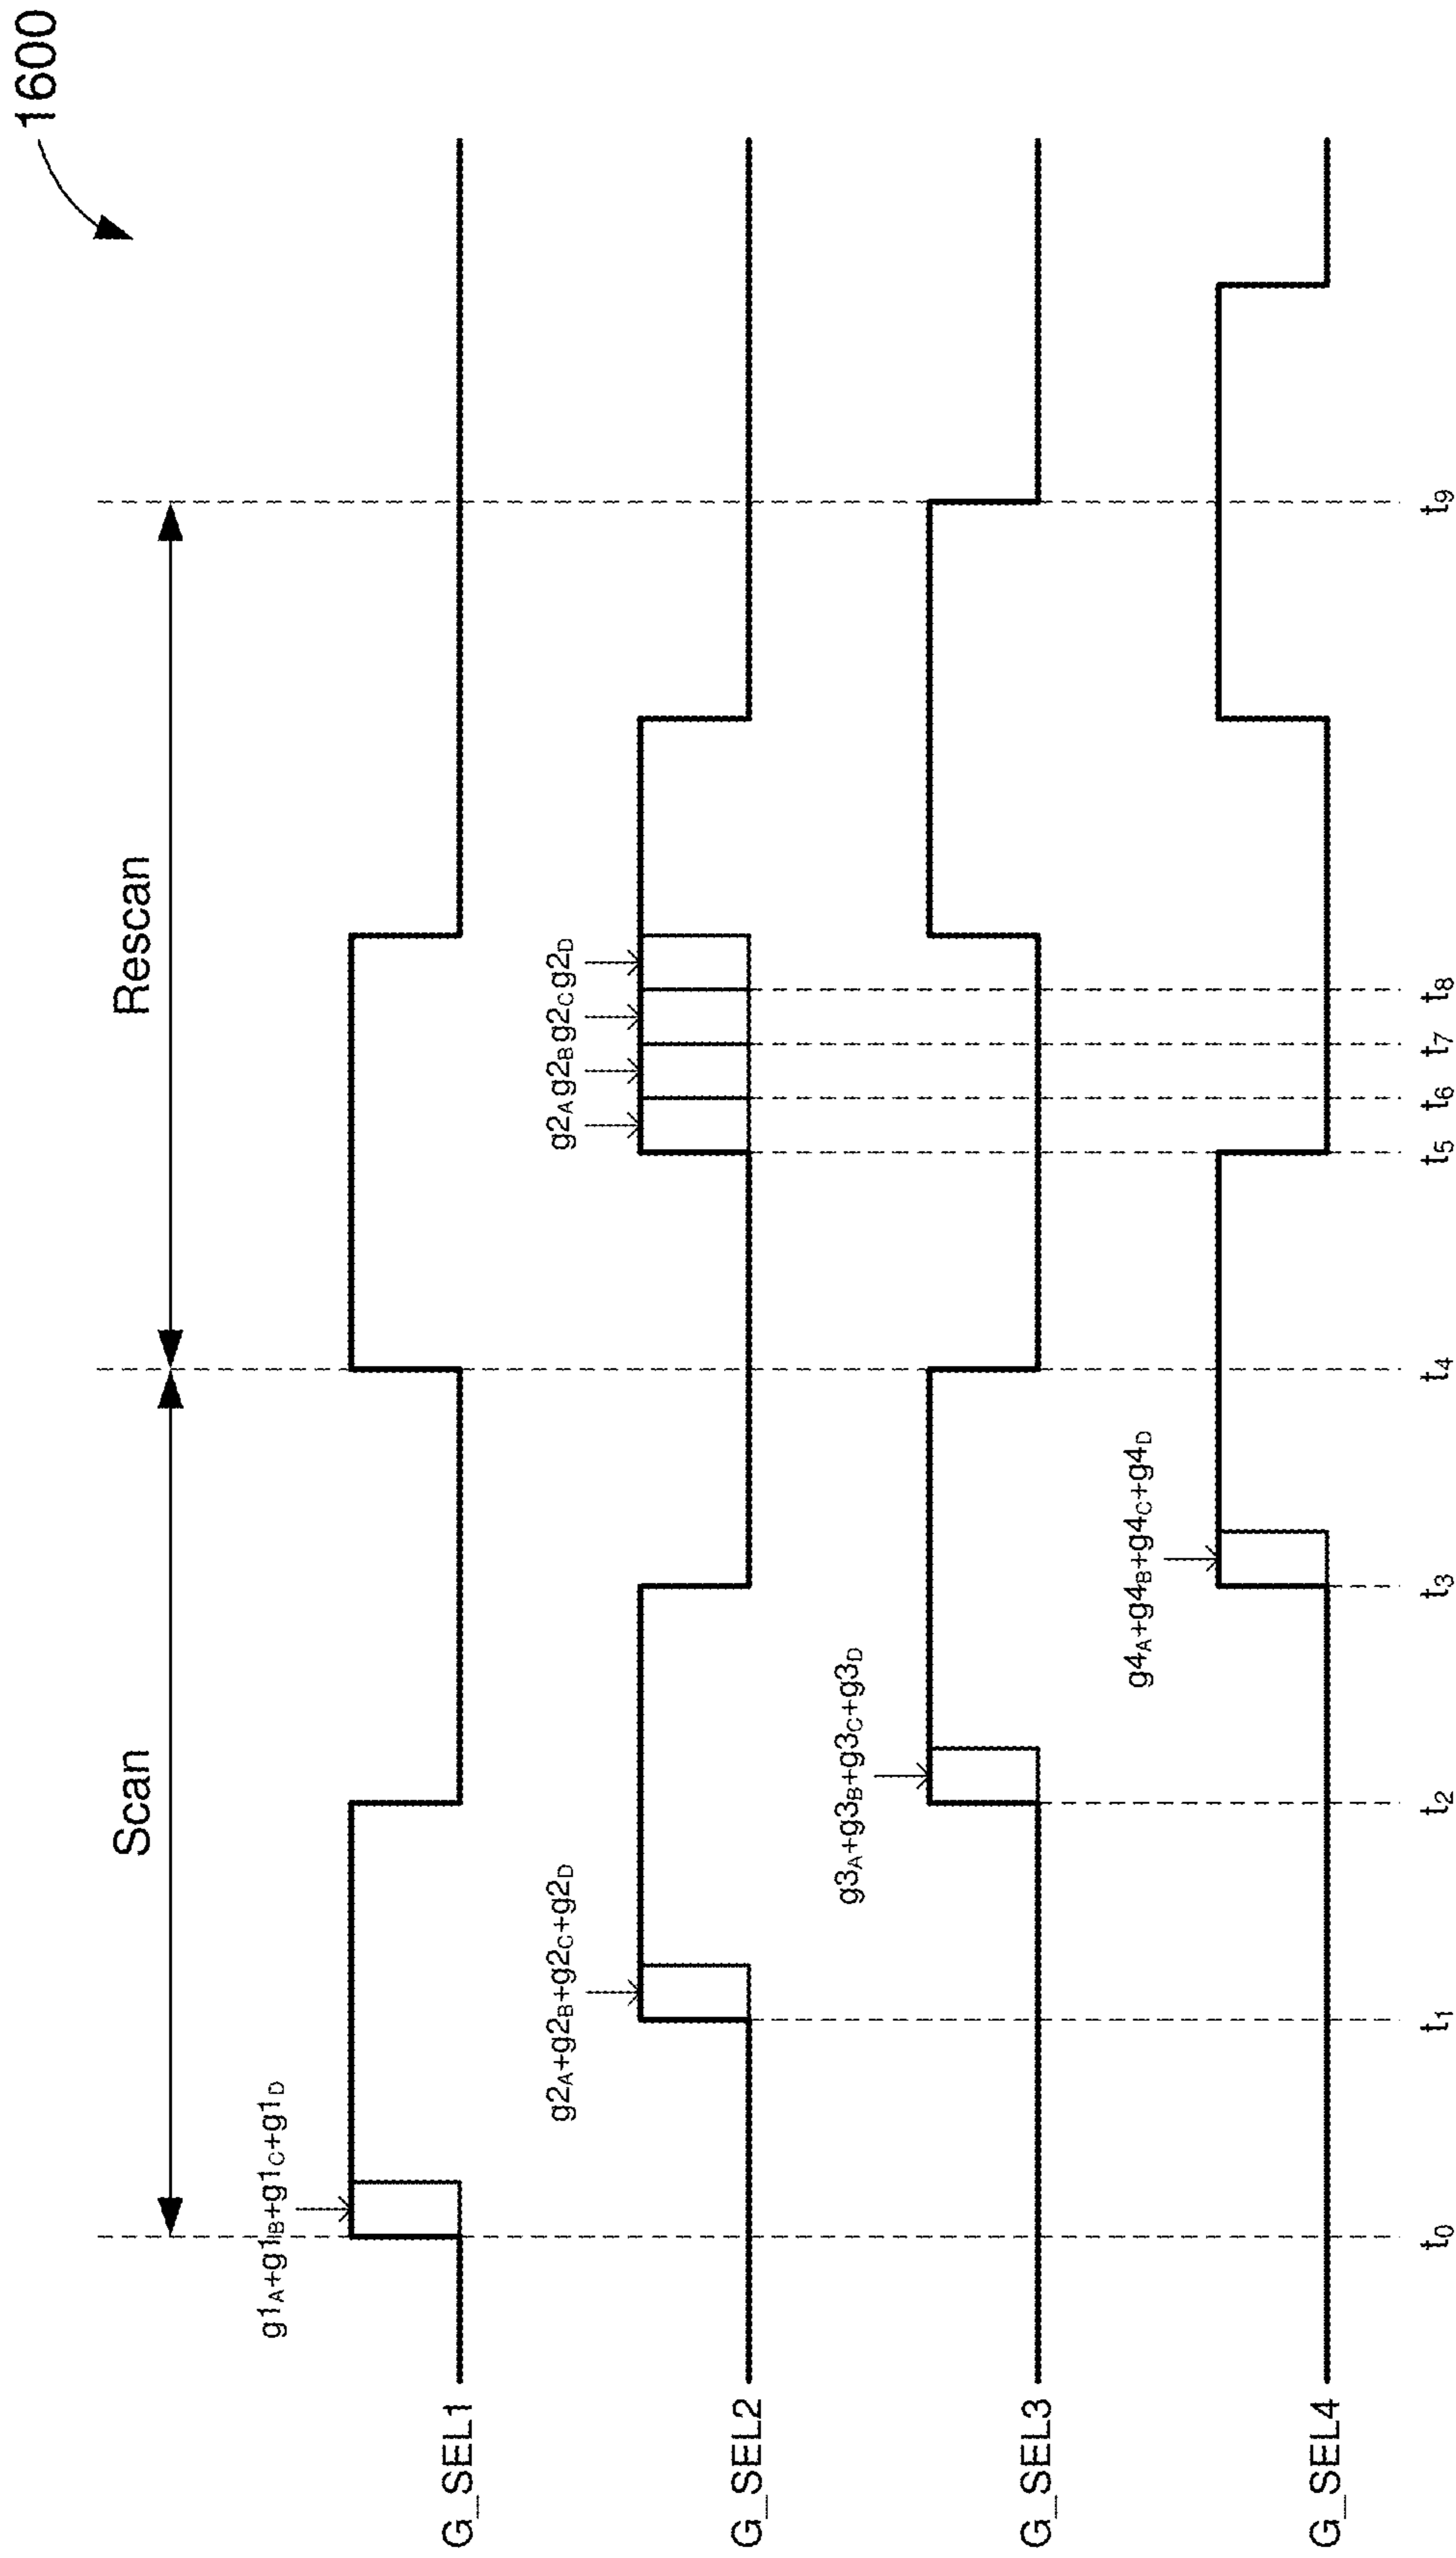 1600
Scan
Rescan
g1A+g1B+g1C+g1D
G_SEL1
g2A+g2B+g2C+g2D
g2A g2B g2C g2D
G_SEL2
g3A+g3B+g3C+g3D
G_SEL3
g4A+g4B+g4C+g4D
G_SEL4
t0 t1 t2 t3 t4 t5 t6 t7 t8 t9